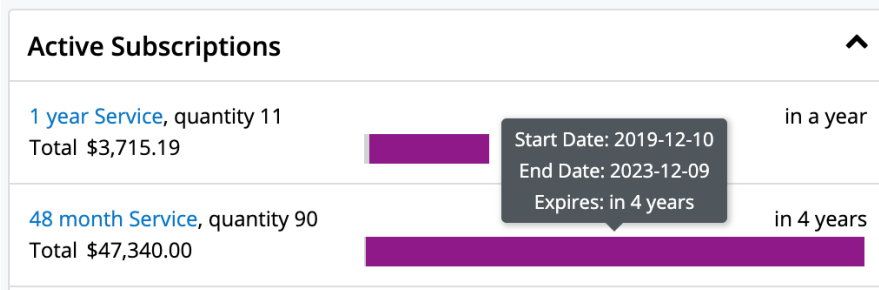 Active Subscriptions
1 year Service, quantity 11
in a year
Total $3,715.19
Start Date: 2019-12-10
End Date: 2023-12-09
Expires: in 4 years
48 month Service, quantity 90
in 4 years
Total $47,340.00